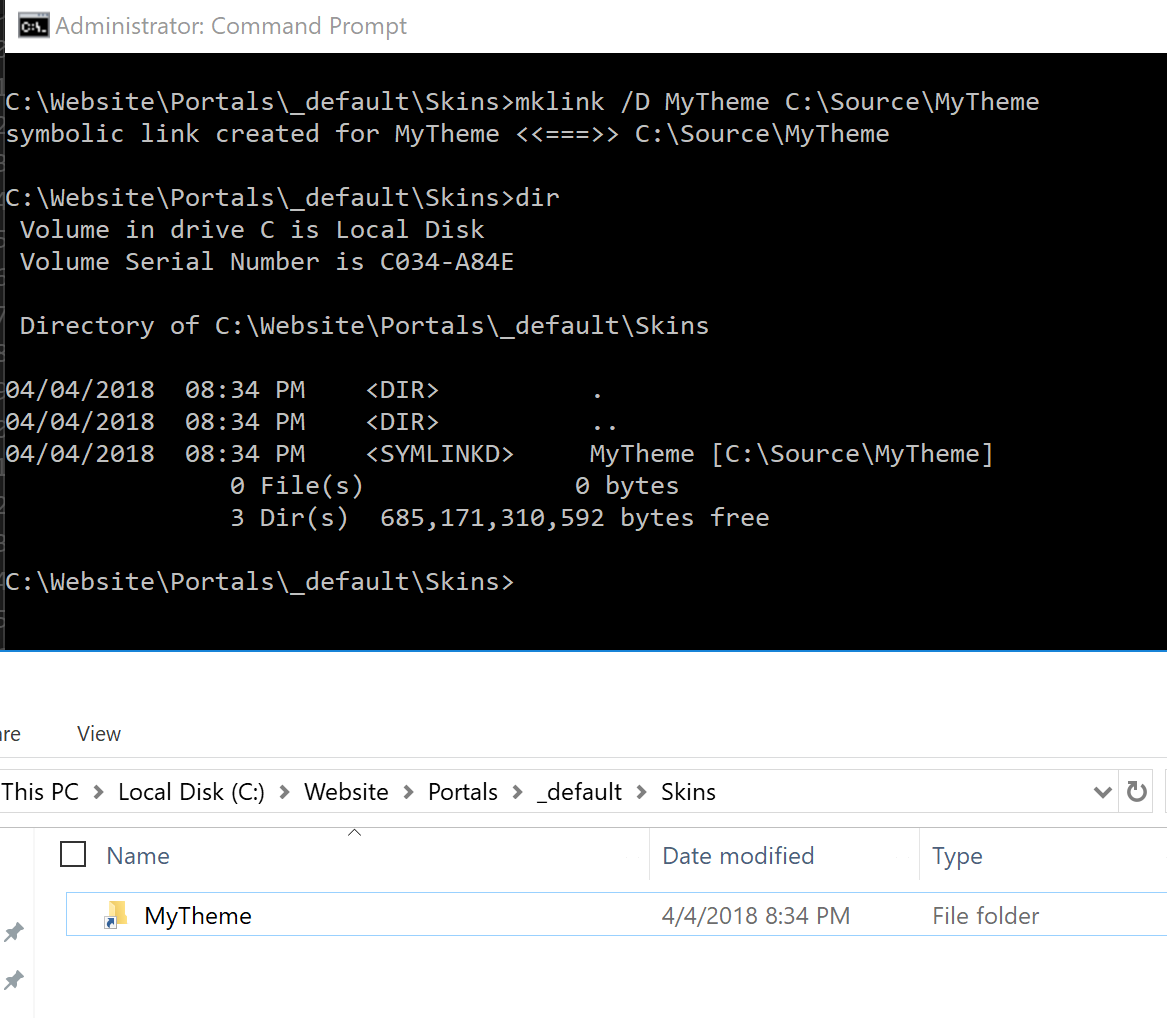 Administrator: Command Prompt
C:\Website\Portals\_default\Skins>mklink /D MyTheme C:\Source\MyTheme
symbolic link created for MyTheme <<===>> C:\Source\MyTheme
C:\Website\Portals\_default\Skins>dir
 Volume in drive C is Local Disk
 Volume Serial Number is C034-A84E
 Directory of C:\Website\Portals\_default\Skins
04/04/2018  08:34 PM    <DIR>          .
04/04/2018  08:34 PM    <DIR>          ..
04/04/2018  08:34 PM    <SYMLINKD>     MyTheme [C:\Source\MyTheme]
               0 File(s)              0 bytes
               3 Dir(s)  685,171,310,592 bytes free
C:\Website\Portals\_default\Skins>
View
This PC > Local Disk (C:) > Website > Portals > _default > Skins
Name Date modified Type
MyTheme 4/4/2018 8:34 PM File folder